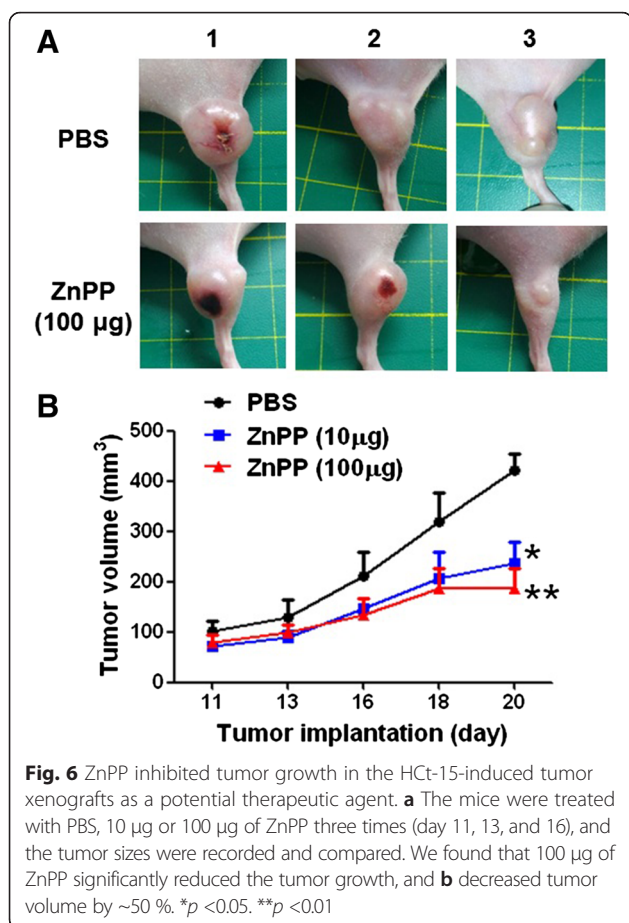 A
1 2 3
PBS
ZnPP
(100 µg)
B
PBS
ZnPP (10µg)
ZnPP (100µg)
Tumor volume (mm³)
500
400
300
200
100
0
*
**
11 13 16 18 20
Tumor implantation (day)
Fig. 6 ZnPP inhibited tumor growth in the HCt-15-induced tumor
xenografts as a potential therapeutic agent. a The mice were treated
with PBS, 10 µg or 100 µg of ZnPP three times (day 11, 13, and 16), and
the tumor sizes were recorded and compared. We found that 100 µg of
ZnPP significantly reduced the tumor growth, and b decreased tumor
volume by ~50 %. *p <0.05. **p <0.01